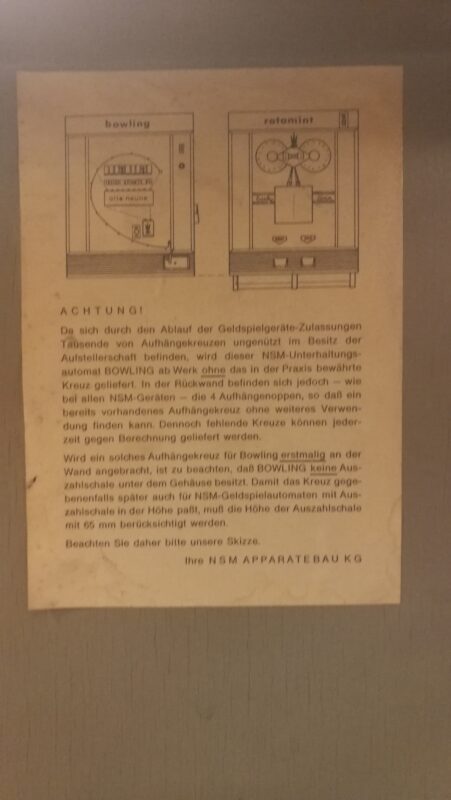 bowling
rotamint
alle neune
ACHTUNG!
Da sich durch den Ablauf der Geldspielgeräte-Zulassungen
Tausende von Aufhängekreuzen ungenützt im Besitz der
Aufstellerschaft befinden, wird dieser NSM-Unterhaltungs-
automat BOWLING ab Werk ohne das in der Praxis bewährte
Kreuz geliefert. In der Rückwand befinden sich jedoch — wie
bei allen NSM-Geräten — die 4 Aufhängenoppen, so daß ein
bereits vorhandenes Aufhängekreuz ohne weiteres Verwen-
dung finden kann. Dennoch fehlende Kreuze können jeder-
zeit gegen Berechnung geliefert werden.
Wird ein solches Aufhängekreuz für Bowling erstmalig an der
Wand angebracht, ist zu beachten, daß BOWLING keine Aus-
zahlschale unter dem Gehäuse besitzt. Damit das Kreuz gege-
benenfalls später auch für NSM-Geldspielautomaten mit Aus-
zahlschale in der Höhe paßt, muß die Höhe der Auszahlschale
mit 65 mm berücksichtigt werden.
Beachten Sie daher bitte unsere Skizze.
Ihre NSM APPARATEBAU KG